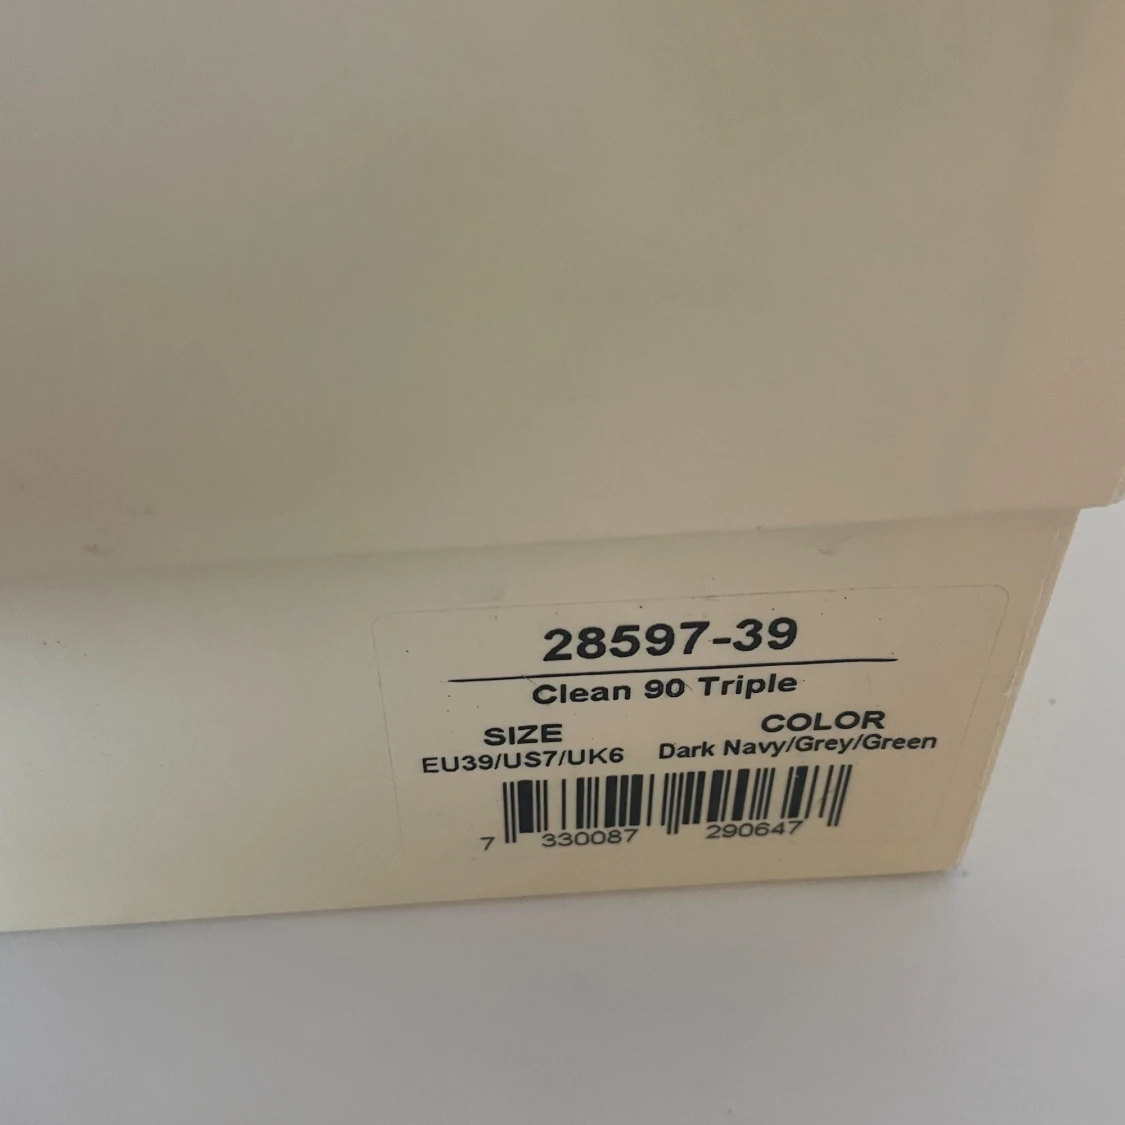 28597-39
Clean 90 Triple
SIZE COLOR
EU39/US7/UK6 Dark Navy/Grey/Green
7 330087 290647